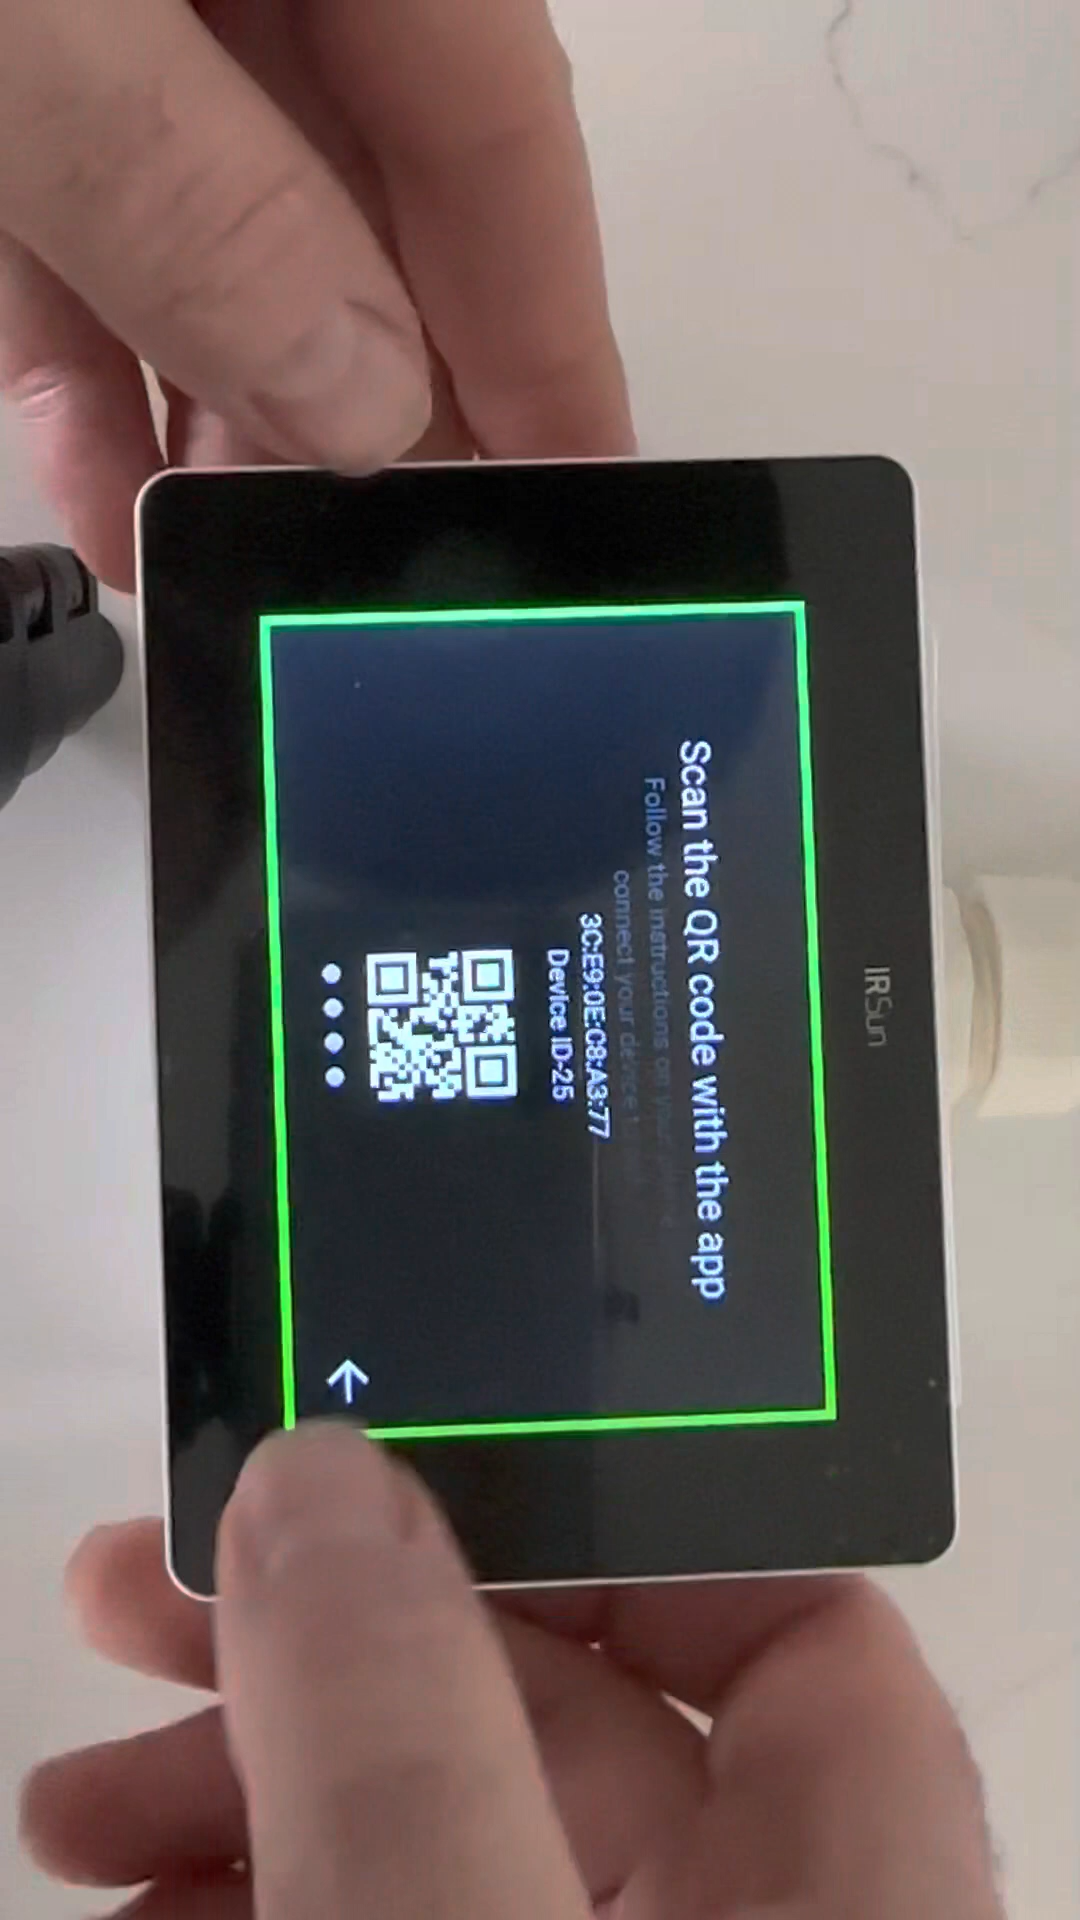 IRSun
Scan the QR code with the app
Follow the instructions on
connect your device t
3C:E9:0E:C8:A3:77
Device ID-25